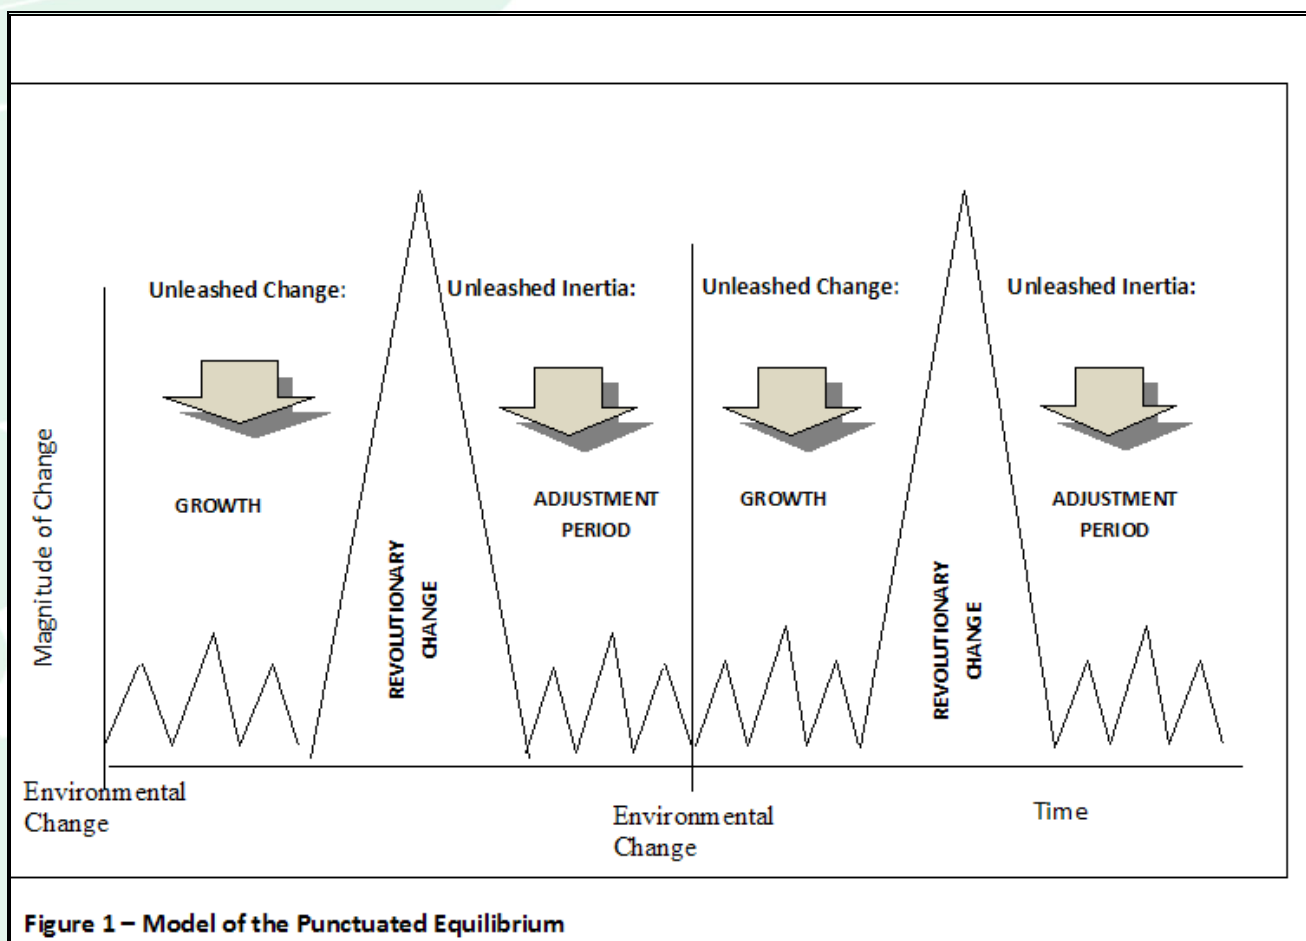 Unleashed Change:
Unleashed Inertia:
Unleashed Change:
Unleashed Inertia:
Magnitude of Change
GROWTH
ADJUSTMENT
PERIOD
GROWTH
ADJUSTMENT
PERIOD
REVOLUTIONARY
CHANGE
REVOLUTIONARY
CHANGE
Environmental
Change
Environmental
Change
Time
Figure 1 – Model of the Punctuated Equilibrium